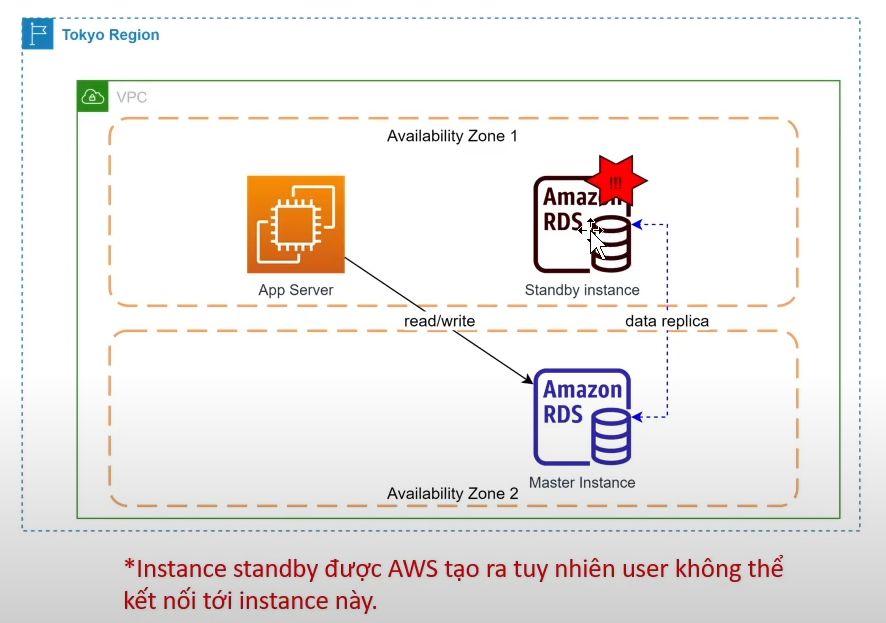 Tokyo Region
VPC
Availability Zone 1
!!!
Amazon
RDS
App Server
Standby instance
read/write
data replica
Amazon
RDS
Master Instance
Availability Zone 2
*Instance standby được AWS tạo ra tuy nhiên user không thể
kết nối tới instance này.